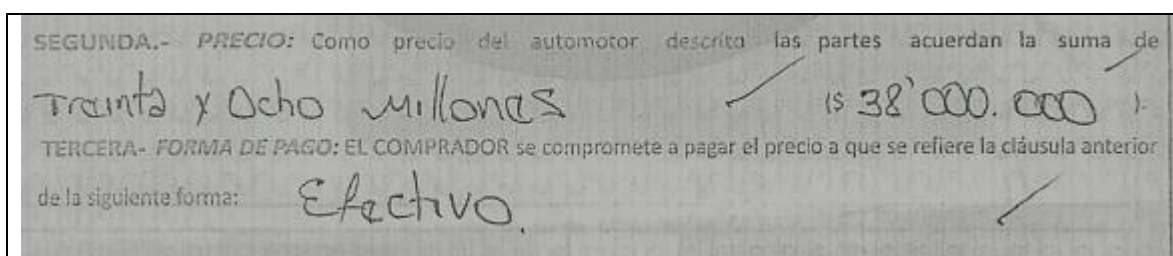 SEGUNDA.- PRECIO: Como precio del automotor descrito las partes acuerdan la suma de
Treinta y Ocho Millones ($ 38'000.000 ).
TERCERA- FORMA DE PAGO: EL COMPRADOR se compromete a pagar el precio a que se refiere la cláusula anterior
de la siguiente forma: Efectivo.